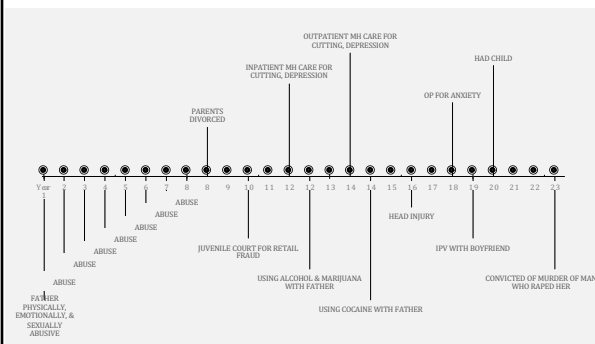 OUTPATIENT MH CARE FOR
CUTTING, DEPRESSION
HAD CHILD
INPATIENT MH CARE FOR
CUTTING, DEPRESSION
OP FOR ANXIETY
PARENTS
DIVORCED
Year
1 2 3 4 5 6 7 8 8 9 10 11 12 12 13 14 14 15 16 17 18 19 20 21 22 23
ABUSE
ABUSE
ABUSE
ABUSE
ABUSE
ABUSE
ABUSE
FATHER
PHYSICALLY,
EMOTIONALLY, &
SEXUALLY
ABUSIVE
JUVENILE COURT FOR RETAIL
FRAUD
USING ALCOHOL & MARIJUANA
WITH FATHER
USING COCAINE WITH FATHER
HEAD INJURY
IPV WITH BOYFRIEND
CONVICTED OF MURDER OF MAN
WHO RAPED HER